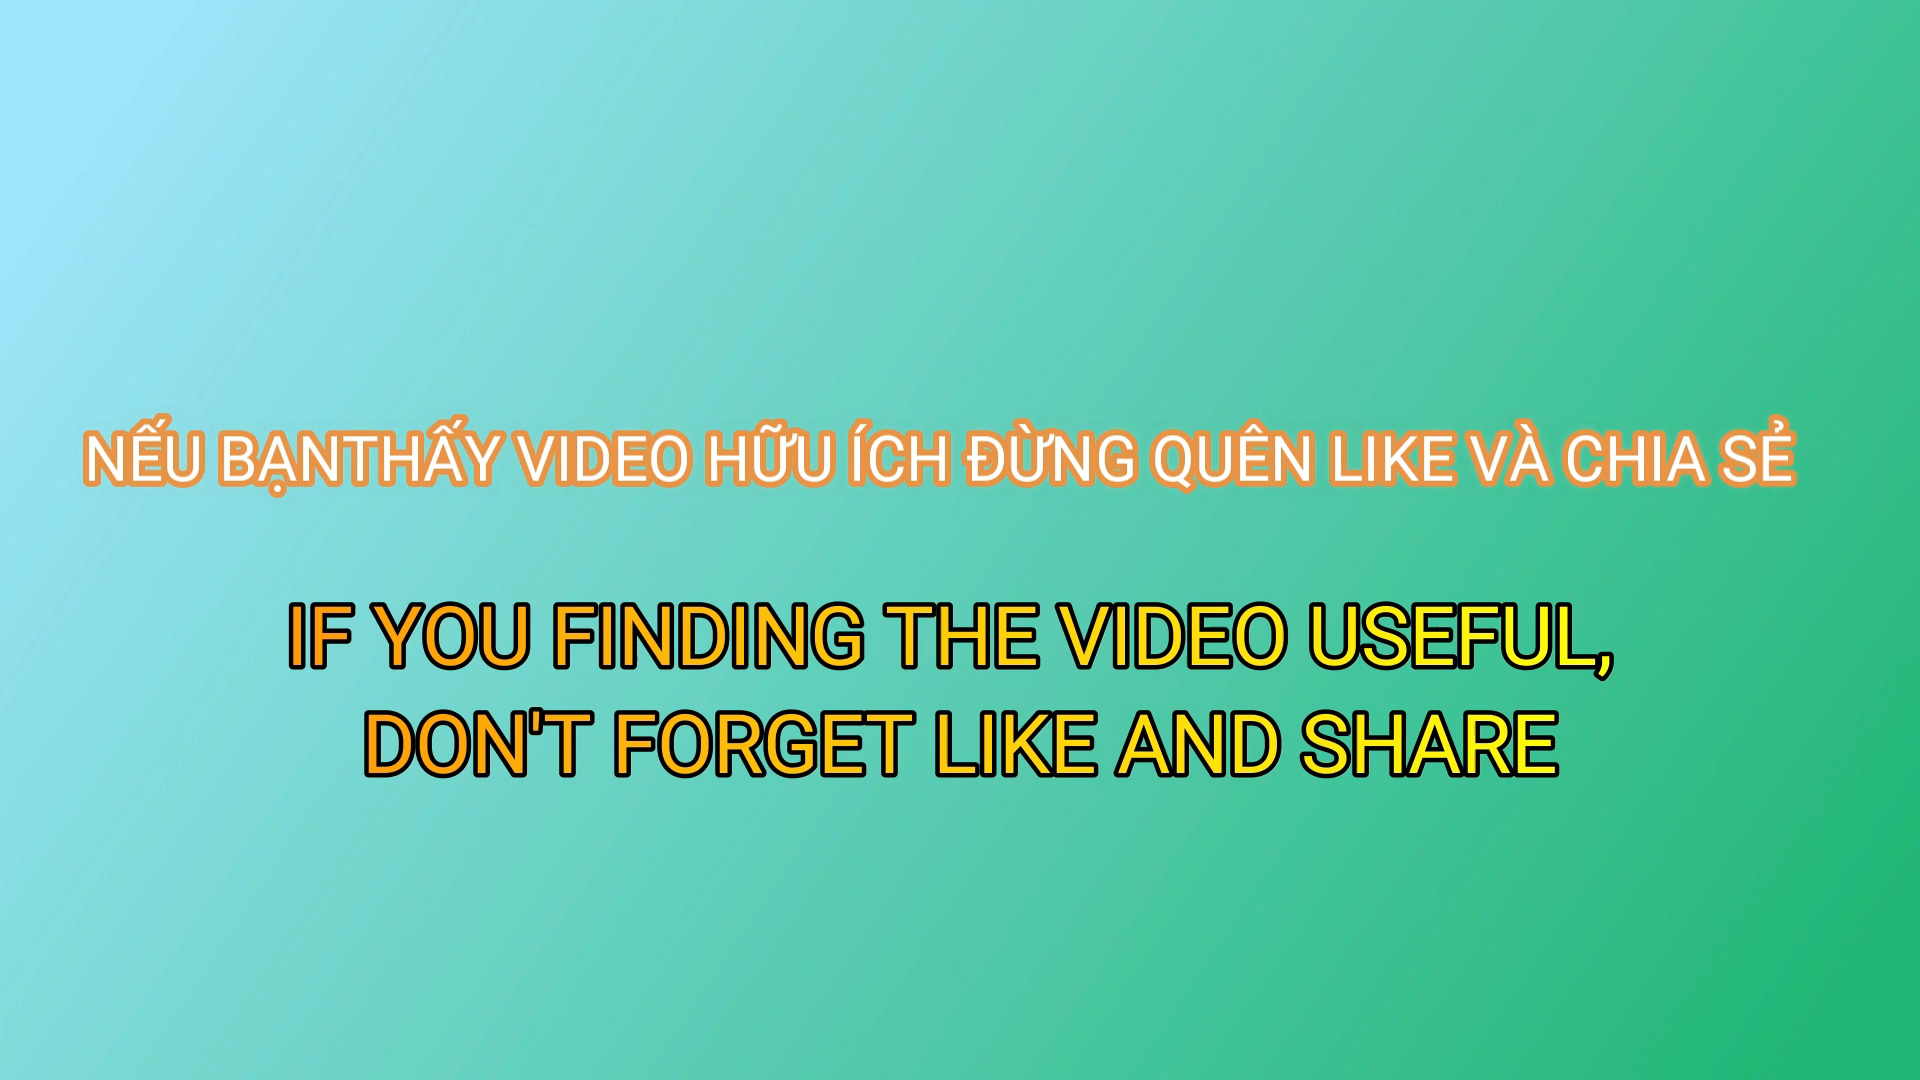 NẾU BẠNTHẤY VIDEO HỮU ÍCH ĐỪNG QUÊN LIKE VÀ CHIA SẺ
IF YOU FINDING THE VIDEO USEFUL,
DON'T FORGET LIKE AND SHARE